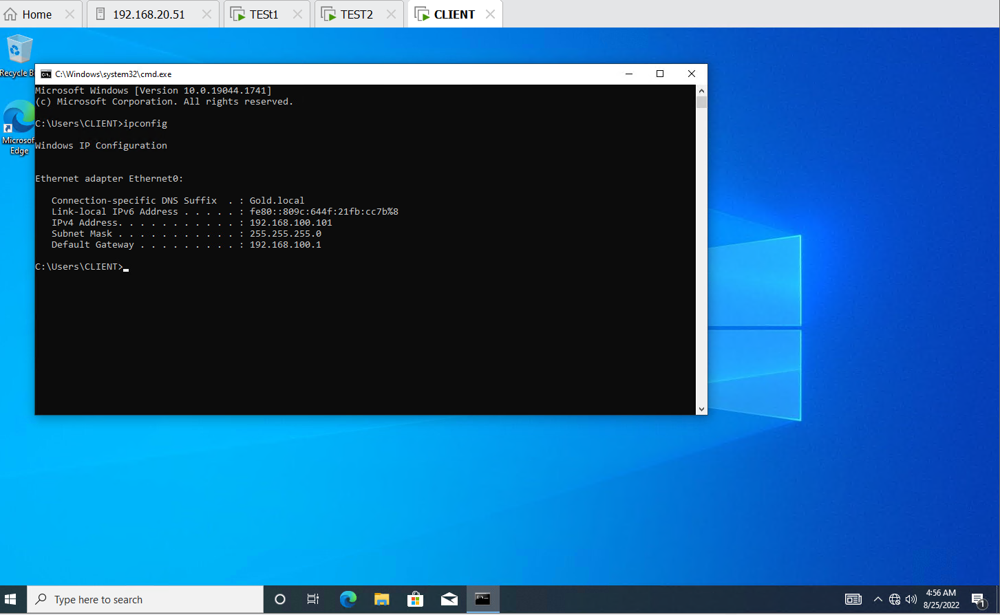 Home
192.168.20.51
TESt1
TEST2
CLIENT
Recycle B
C:\Windows\system32\cmd.exe
Microsoft Windows [Version 10.0.19044.1741]
(c) Microsoft Corporation. All rights reserved.
C:\Users\CLIENT>ipconfig
Microsof
Edge
Windows IP Configuration
Ethernet adapter Ethernet0:
Connection-specific DNS Suffix  . : Gold.local
Link-local IPv6 Address . . . . . : fe80::809c:644f:21fb:cc7b%8
IPv4 Address. . . . . . . . . . . : 192.168.100.101
Subnet Mask . . . . . . . . . . . : 255.255.255.0
Default Gateway . . . . . . . . . : 192.168.100.1
C:\Users\CLIENT>
Type here to search
4:56 AM
8/25/2022
1